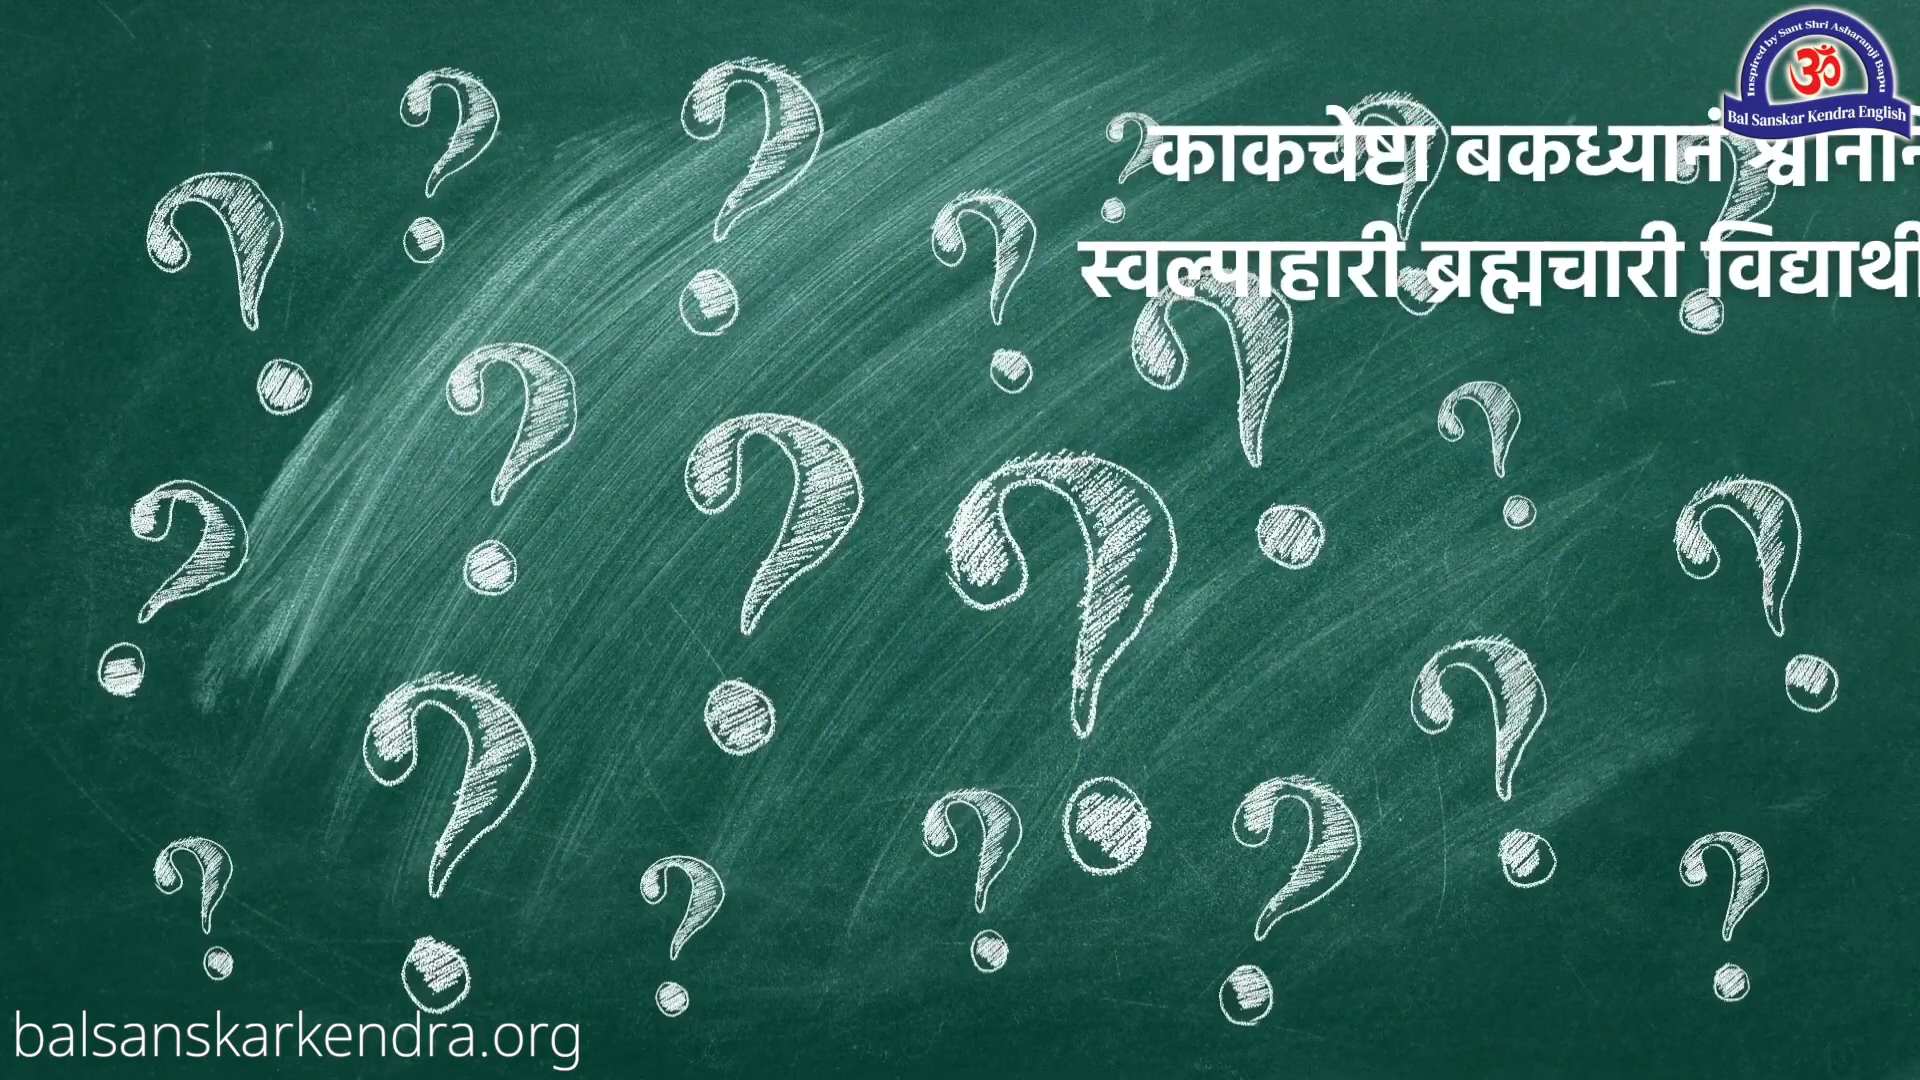 Inspired by Sant Shri Asharamji Bapu
ॐ
Bal Sanskar Kendra English
काकचेष्टा बकध्यानं
स्वल्पाहारी ब्रह्मचारी विद्यार्थी
balsanskarkendra.org